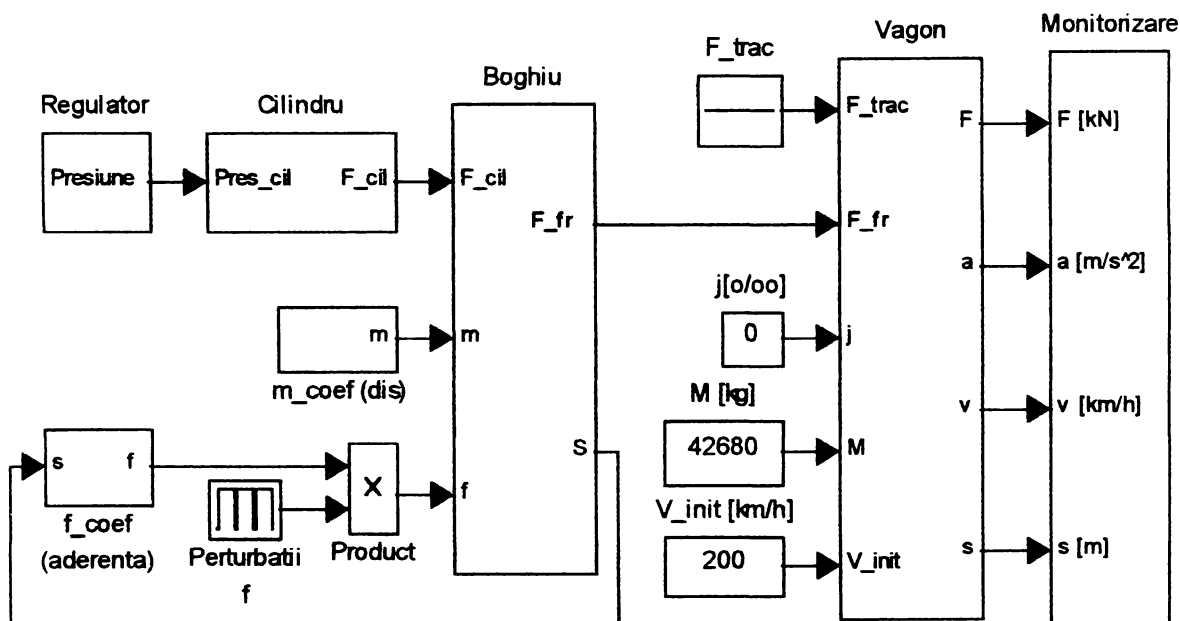 Monitorizare
Vagon
F_trac
Boghiu
Regulator
Cilindru
F_trac
F
F [kN]
Presiune
Pres_cil
F_cil
F_cil
F_fr
F_fr
a
a [m/s^2]
j[o/oo]
m
m
0
j
m_coef (dis)
M [kg]
v
v [km/h]
S
42680
M
s
f
X
f
V_init [km/h]
f_coef
(aderenta)
Perturbatii
f
Product
200
V_init
s
s [m]